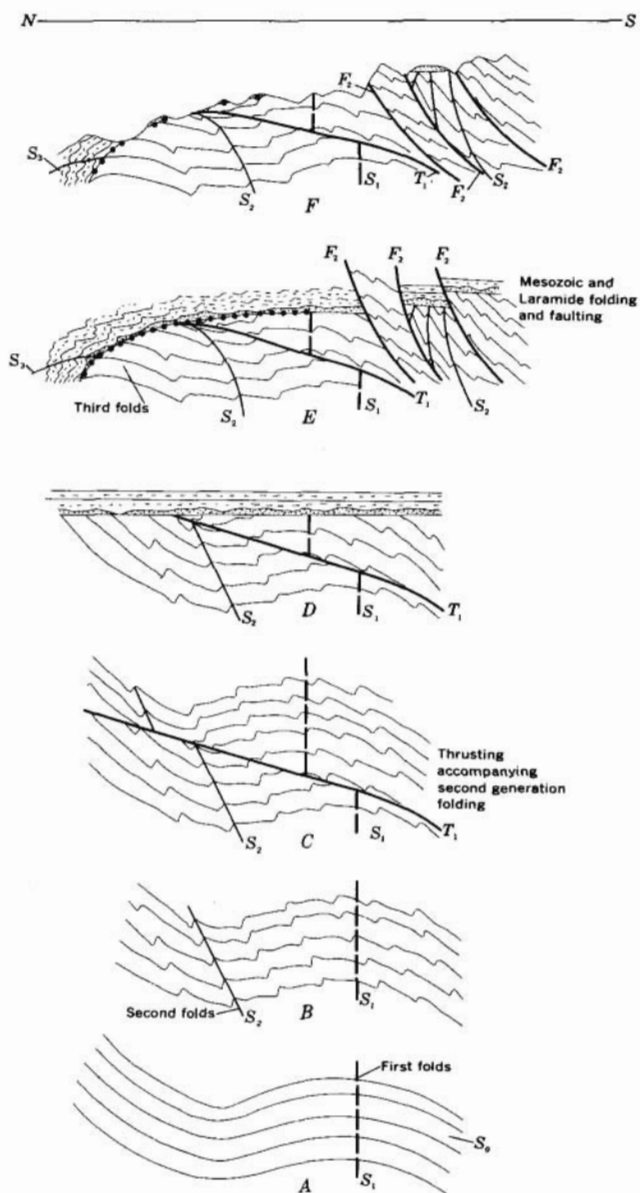 N S
F₂
S₃
S₂
F
S₁
T₁
F₂
S₂
F₂
F₂ F₂ F₂
Mesozoic and
Laramide folding
and faulting
S₃
Third folds
S₂
E
S₁
T₁
S₂
S₂
D
S₁
T₁
Thrusting
accompanying
second generation
folding
S₂
C
S₁
T₁
Second folds
S₂
B
S₁
First folds
S₀
A
S₁